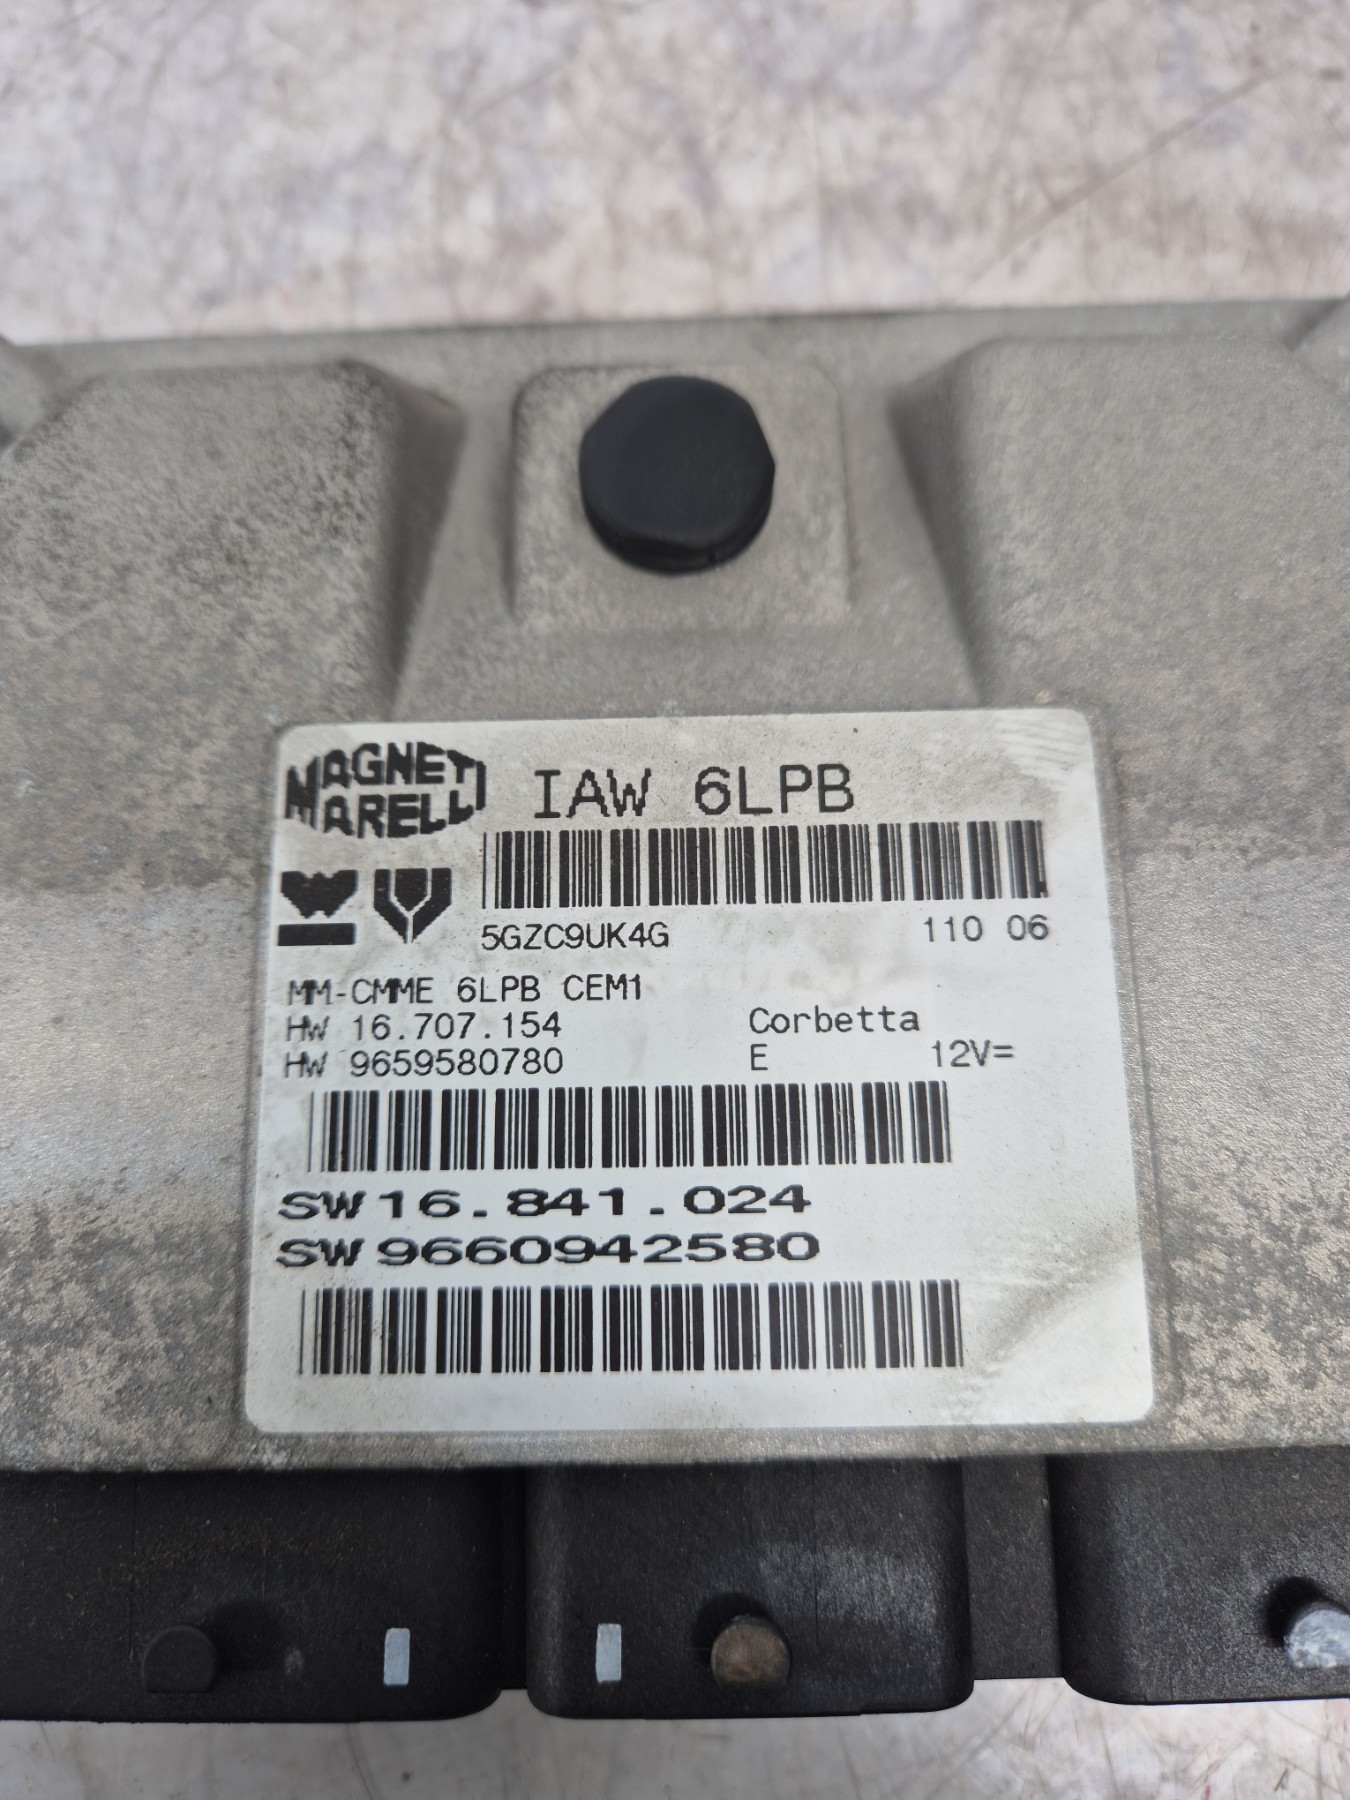 MAGNETI
MARELLI
IAW 6LPB
5GZC9UK4G 110 06
MM-CMME 6LPB CEM1
HW 16.707.154 Corbetta
HW 9659580780 E 12V=
SW 16.841.024
SW 9660942580